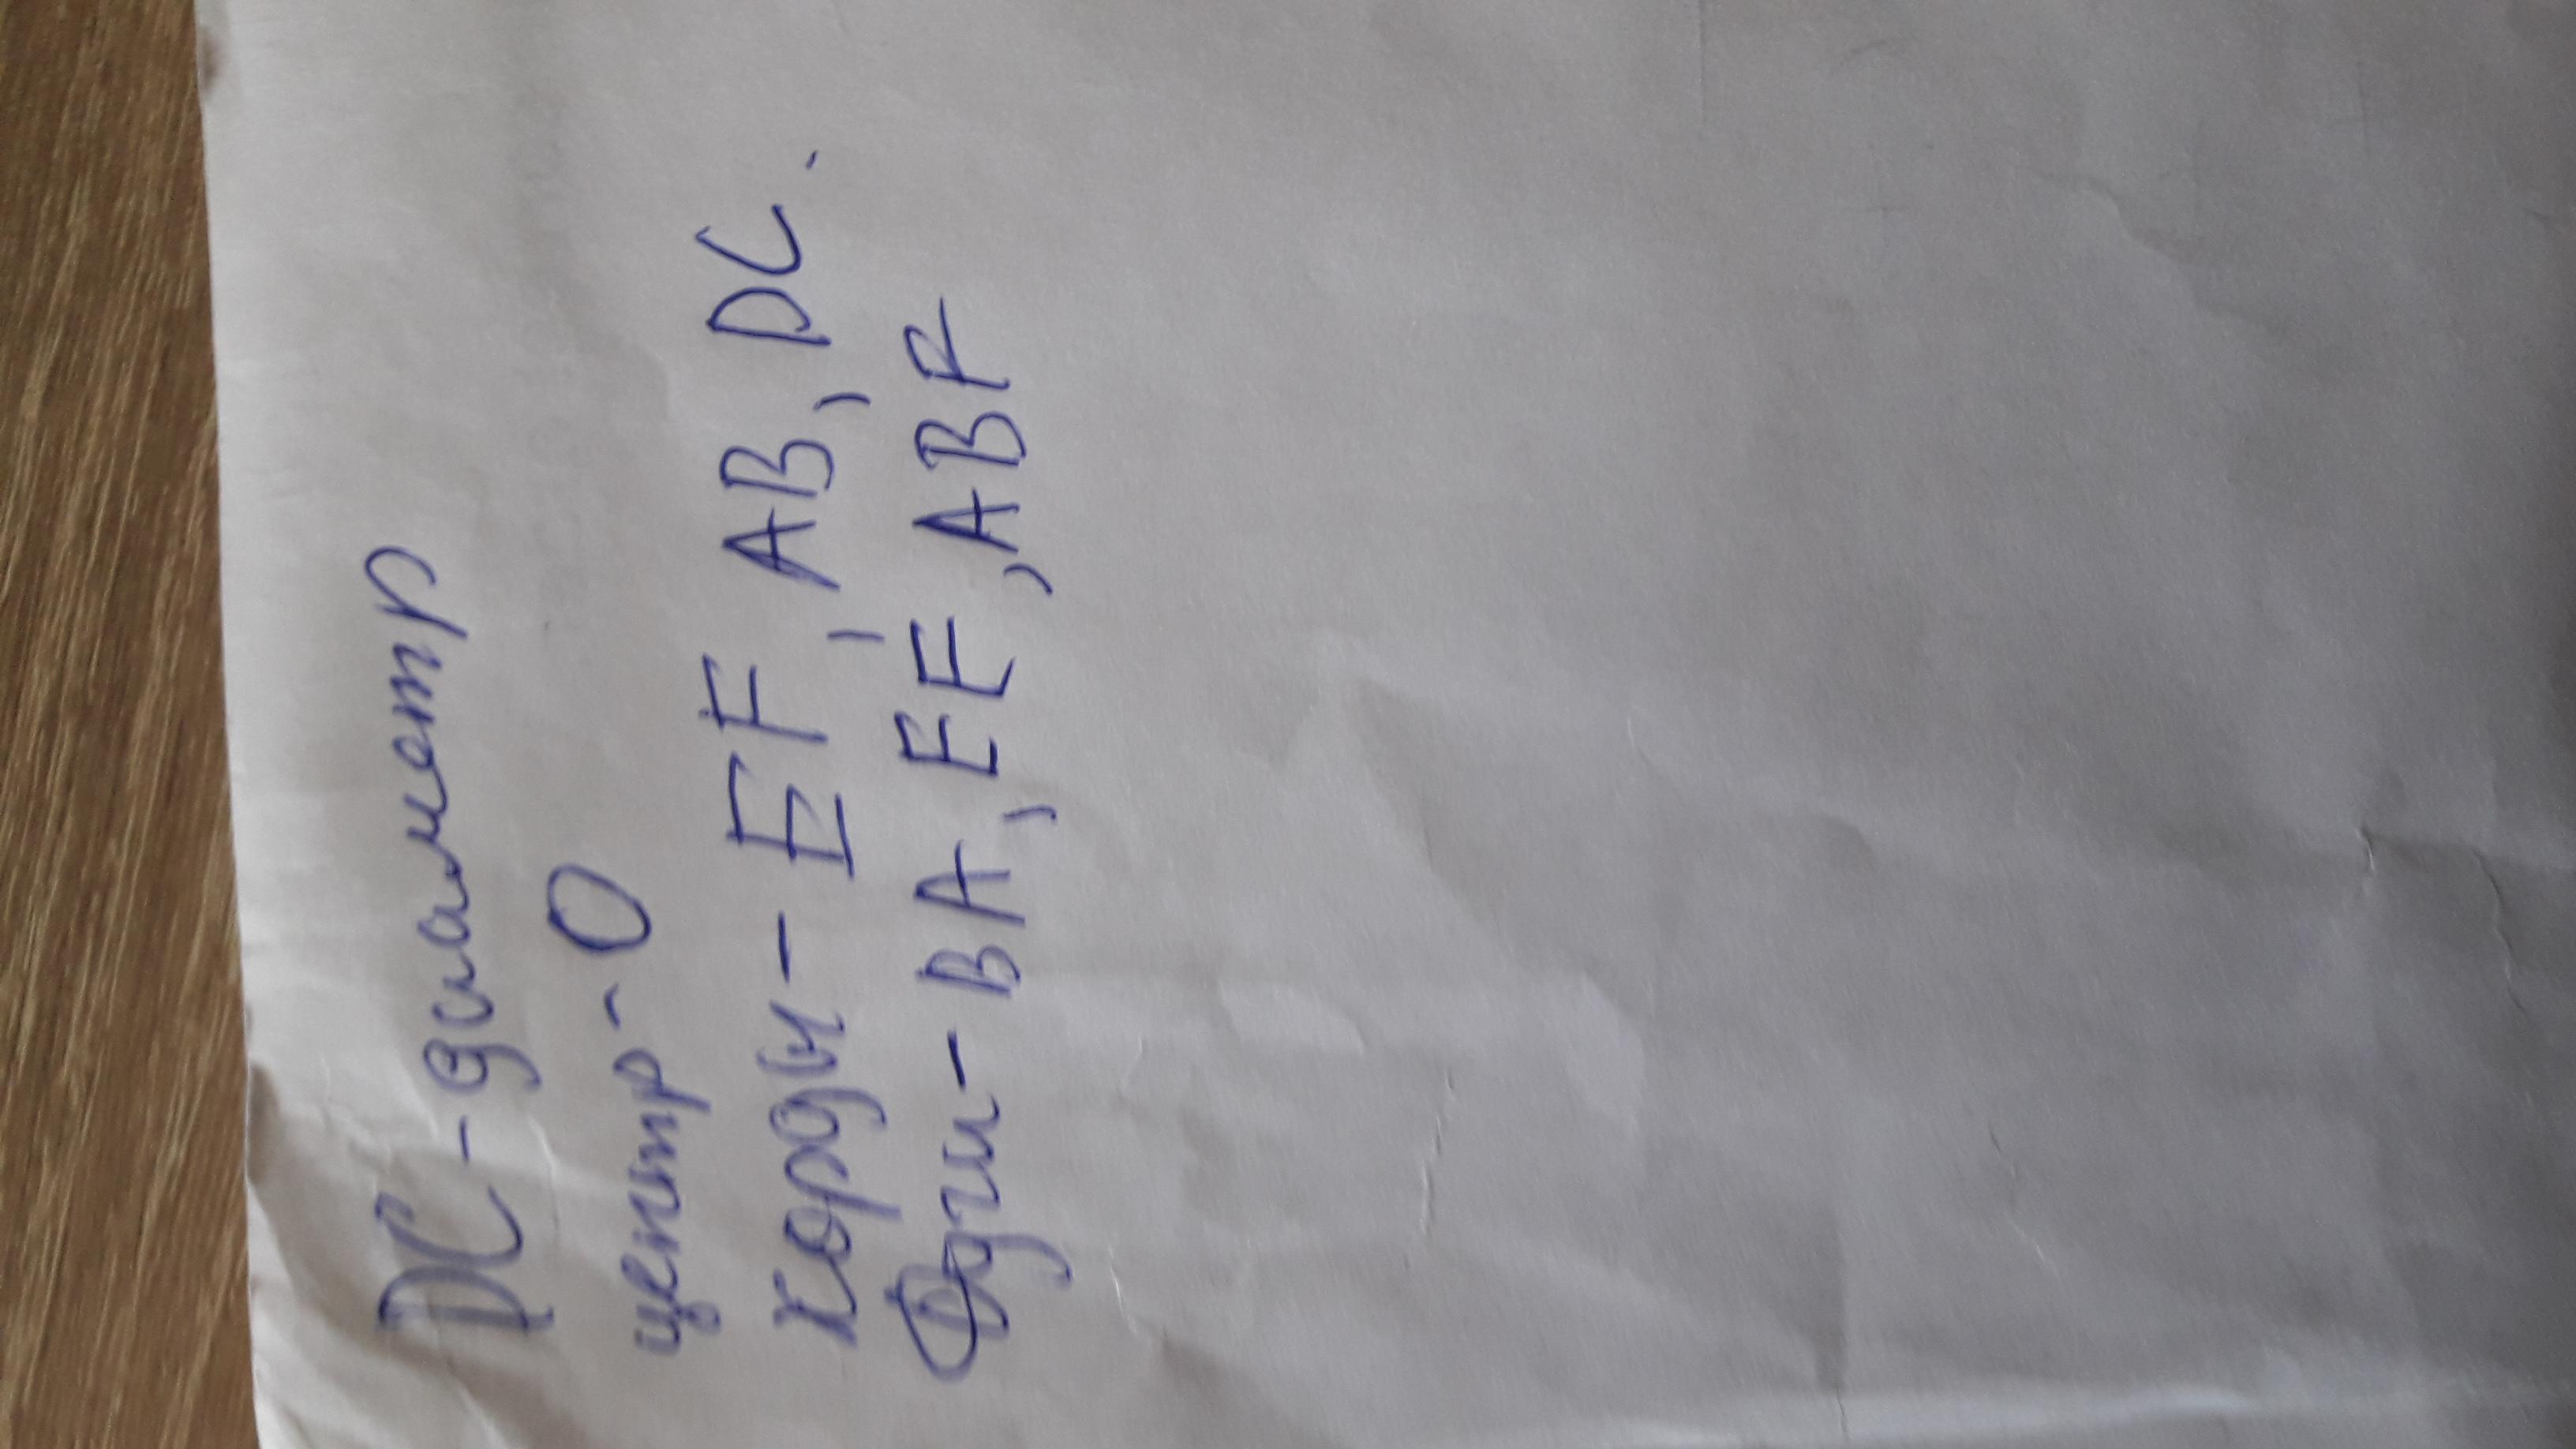 DC - диаметр
центр - O
хорды - EF, AB, DC.
Дуги - BA, EE, ABF